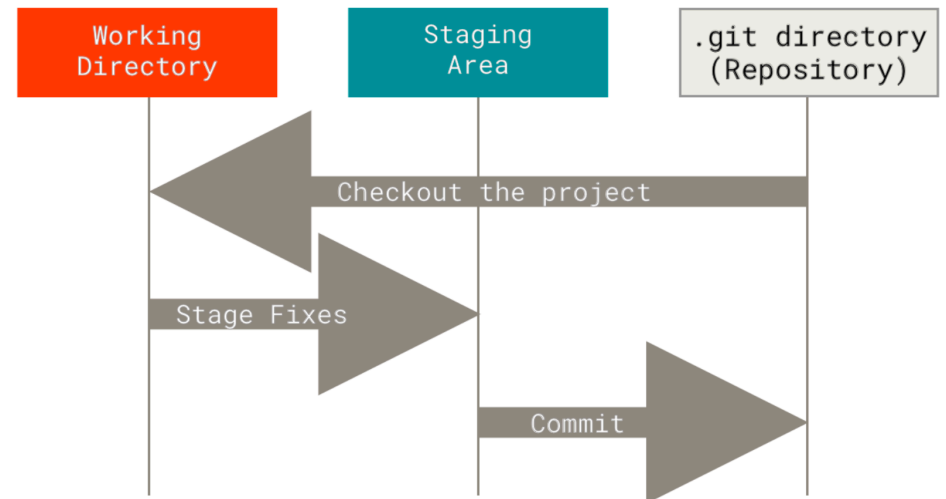 Working
Directory
Staging
Area
.git directory
(Repository)
Checkout the project
Stage Fixes
Commit